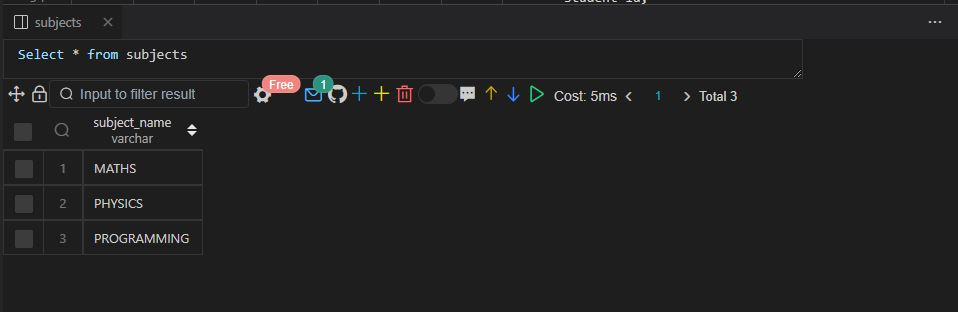 subjects
Select * from subjects
Input to filter result Free 1 Cost: 5ms 1 Total 3
subject_name
varchar
1 MATHS
2 PHYSICS
3 PROGRAMMING